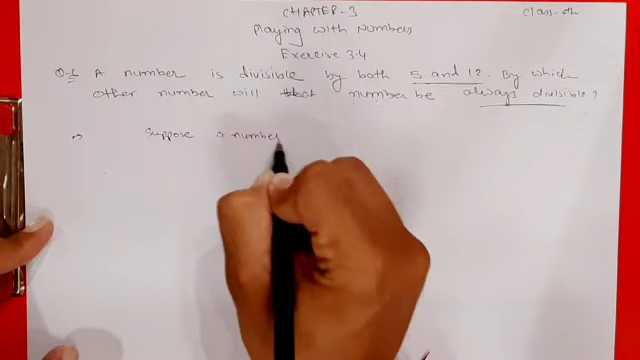 CHAPTER-3
Class-6th
Playing with Numbers
Exercise 3.4
Q-1 A number is divisible by both 5 and 12. By which
other number will that number be always divisible?
→ Suppose a number